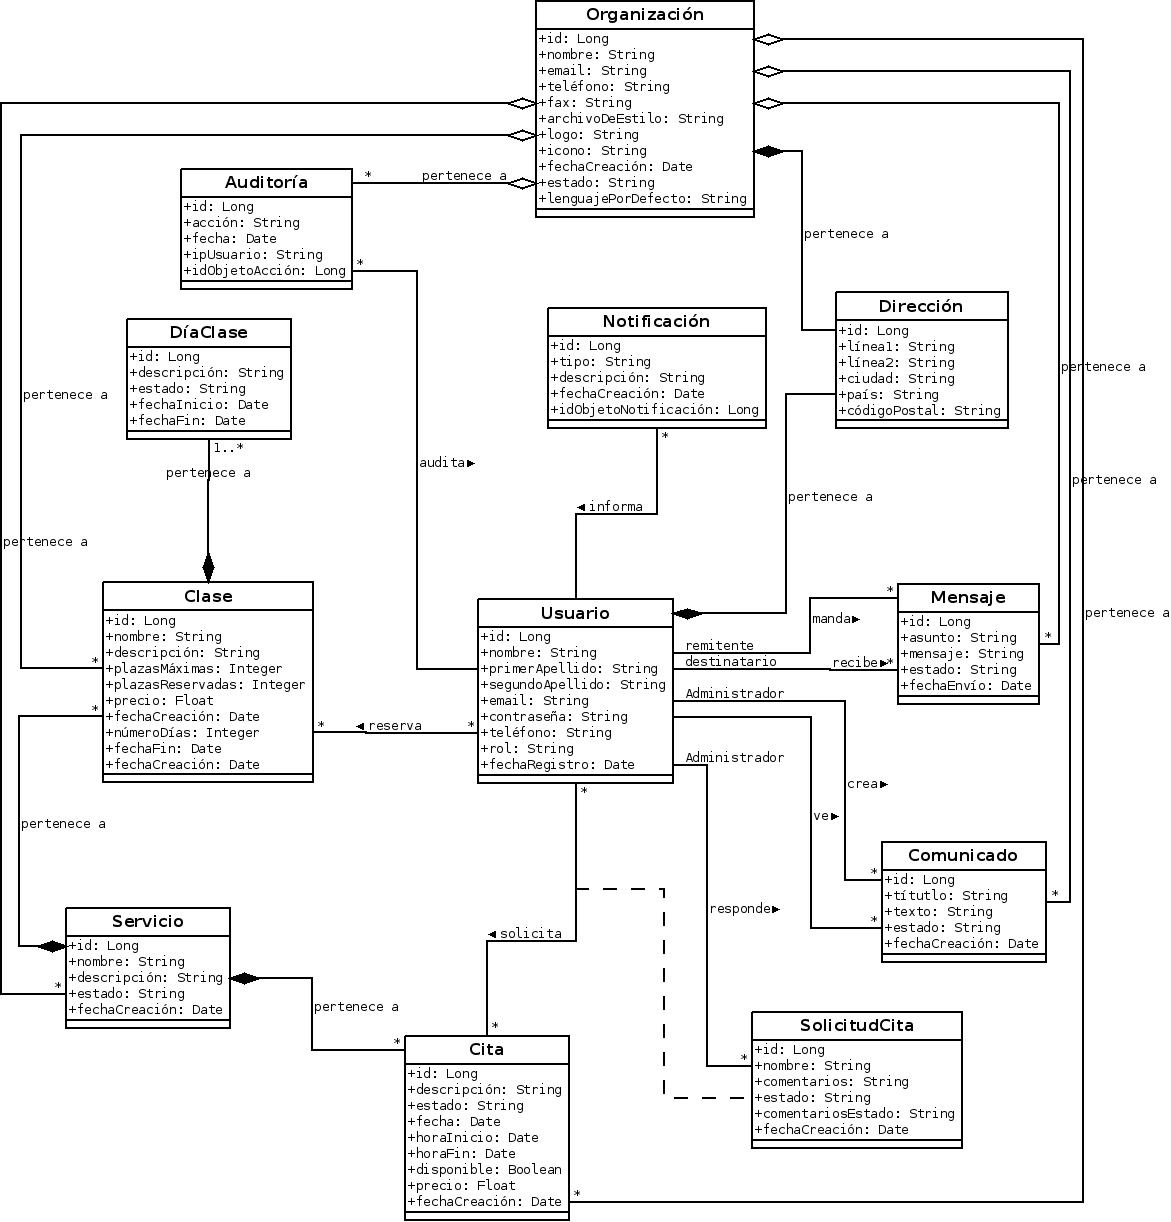 Organización
+id: Long
+nombre: String
+email: String
+teléfono: String
+fax: String
+archivoDeEstilo: String
+logo: String
+icono: String
+fechaCreación: Date
+estado: String
+lenguajePorDefecto: String
* pertenece a
Auditoría
+id: Long
+acción: String
+fecha: Date
+ipUsuario: String
+idObjetoAcción: Long
*
pertenece a
Dirección
+id: Long
+línea1: String
+línea2: String
+ciudad: String
+país: String
+códigoPostal: String
Notificación
+id: Long
+tipo: String
+descripción: String
+fechaCreación: Date
+idObjetoNotificación: Long
*
DíaClase
+id: Long
+descripción: String
+estado: String
+fechaInicio: Date
+fechaFin: Date
1..*
pertenece a
pertenece a
pertenece a
pertenece a
audita►
pertenece a
pertenece a
◄ informa
pertenece a
pertenece a
Clase
+id: Long
+nombre: String
+descripción: String
+plazasMáximas: Integer
+plazasReservadas: Integer
+precio: Float
+fechaCreación: Date
+númeroDías: Integer
+fechaFin: Date
+fechaCreación: Date
*
*
* ◄ reserva *
Usuario
+id: Long
+nombre: String
+primerApellido: String
+segundoApellido: String
+email: String
+contraseña: String
+teléfono: String
+rol: String
+fechaRegistro: Date
*
manda► *
remitente
destinatario recibe►*
Administrador
Administrador
Mensaje
+id: Long
+asunto: String
+mensaje: String
+estado: String
+fechaEnvío: Date
*
crea►
ve►
pertenece a
Comunicado
+id: Long
+títutlo: String
+texto: String
+estado: String
+fechaCreación: Date
*
*
*
responde►
◄ solicita
Servicio
+id: Long
+nombre: String
+descripción: String
+estado: String
+fechaCreación: Date
*
pertenece a
*
*
Cita
+id: Long
+descripción: String
+estado: String
+fecha: Date
+horaInicio: Date
+horaFin: Date
+disponible: Boolean
+precio: Float
+fechaCreación: Date
*
SolicitudCita
+id: Long
+nombre: String
+comentarios: String
+estado: String
+comentariosEstado: String
+fechaCreación: Date
*